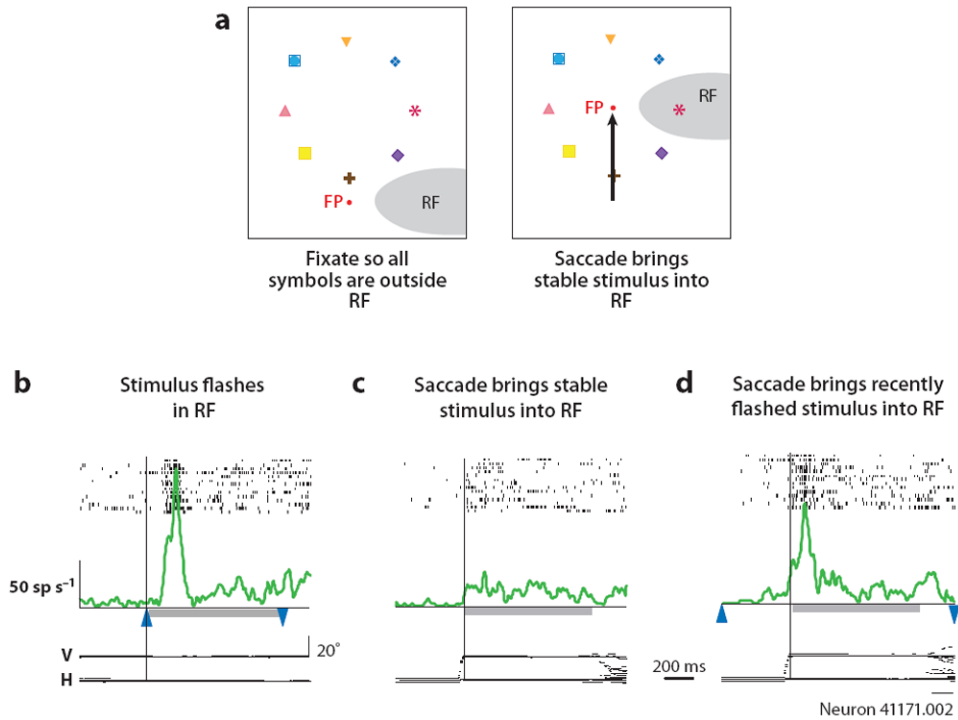 a
FP
RF
FP
RF
Fixate so all
symbols are outside
RF
Saccade brings
stable stimulus into
RF
b
Stimulus flashes
in RF
c
Saccade brings stable
stimulus into RF
d
Saccade brings recently
flashed stimulus into RF
50 sp s⁻¹
V
H
20°
200 ms
Neuron 41171.002